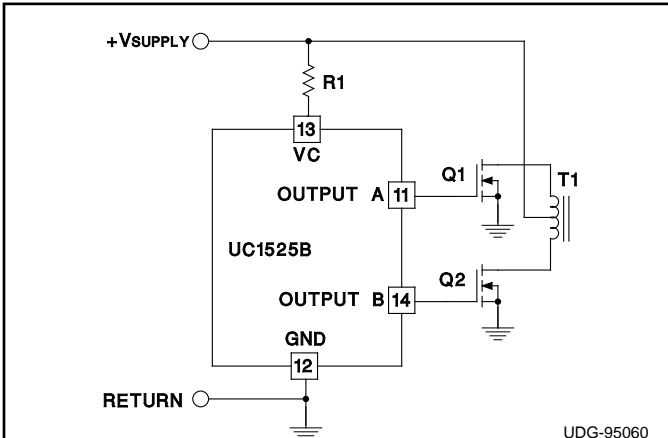 +VSUPPLY
R1
13
VC
Q1
T1
OUTPUT A 11
UC1525B
Q2
OUTPUT B 14
GND
12
RETURN
UDG-95060